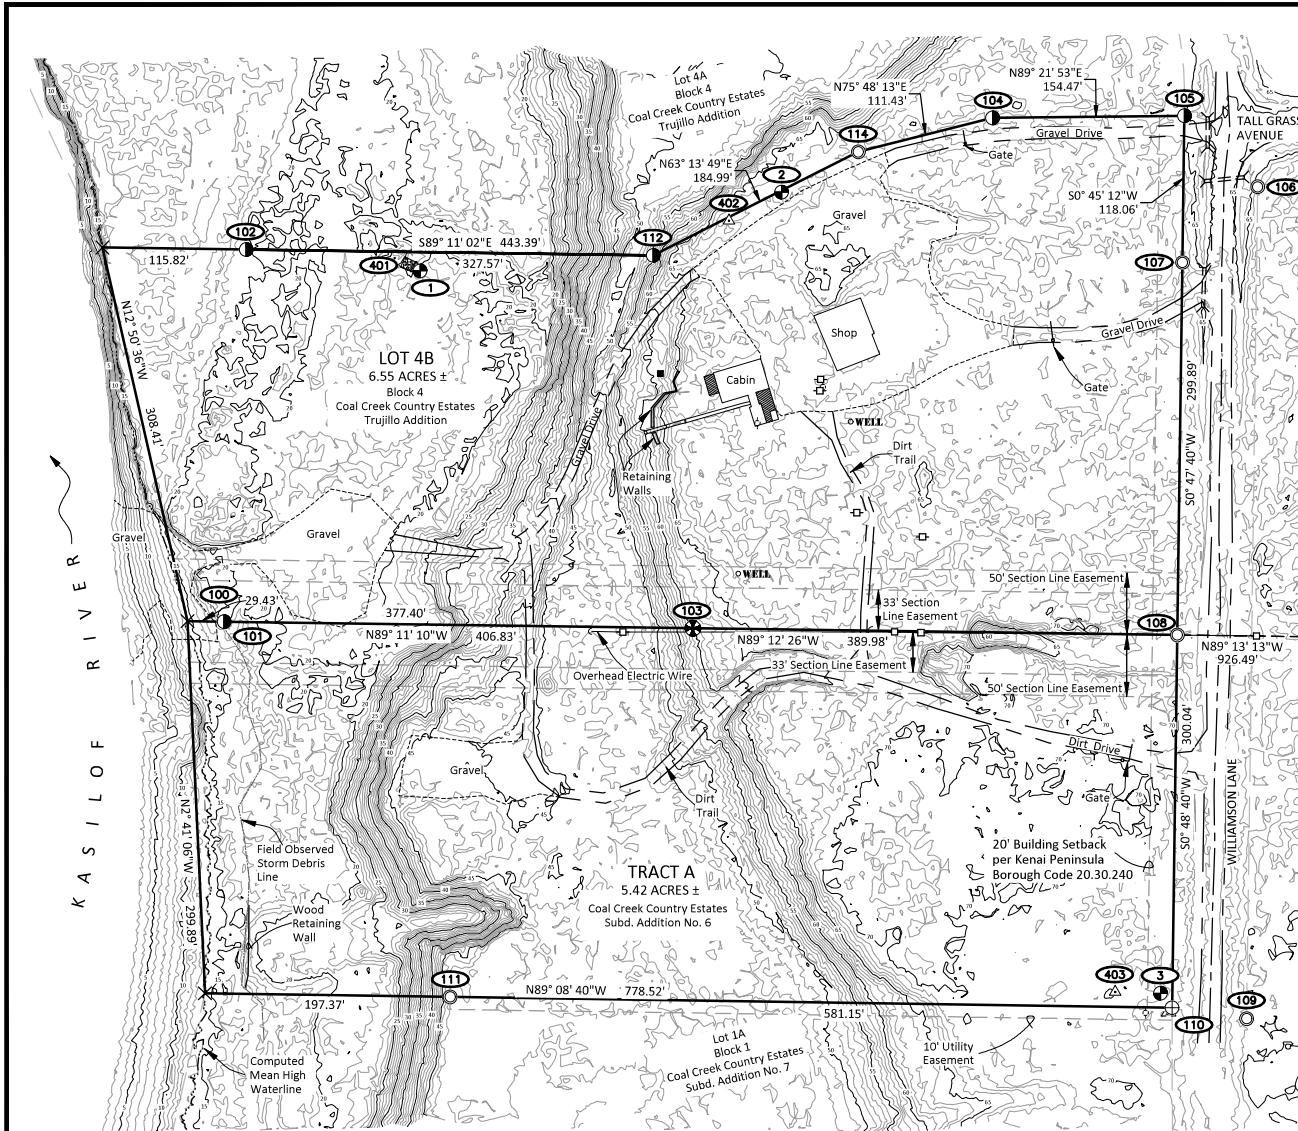 Lot 4A
Block 4
Coal Creek Country Estates
Trujillo Addition
N75° 48' 13"E
111.43'
N89° 21' 53"E
154.47'
104
105
TALL GRASS
AVENUE
Gravel Drive
Gate
114
N63° 13' 49"E
184.99'
2
402
106
S0° 45' 12"W
118.06'
102
115.82'
S89° 11' 02"E 443.39'
327.57'
401
1
112
Gravel
107
Gravel Drive
Shop
Gate
N12° 50' 36"W
308.41'
LOT 4B
6.55 ACRES ±
Block 4
Coal Creek Country Estates
Trujillo Addition
Cabin
299.89'
S0° 47' 40"W
WELL
Dirt
Trail
Gravel Drive
Retaining
Walls
Gravel
Gravel
WELL
50' Section Line Easement
33' Section
Line Easement
100
29.43'
101
377.40'
N89° 11' 10"W 406.83'
103
N89° 12' 26"W 389.98'
108
N89° 13' 13"W
926.49'
33' Section Line Easement
Overhead Electric Wire
50' Section Line Easement
KASILOF RIVER
Gravel
Dirt Drive
300.04'
S0° 48' 40"W
WILLIAMSON LANE
Dirt
Trail
Gate
N2° 41' 06"W
299.89'
Field Observed
Storm Debris
Line
20' Building Setback
per Kenai Peninsula
Borough Code 20.30.240
TRACT A
5.42 ACRES ±
Coal Creek Country Estates
Subd. Addition No. 6
Wood
Retaining
Wall
111
N89° 08' 40"W 778.52'
197.37'
581.15'
403
3
109
110
10' Utility
Easement
Lot 1A
Block 1
Coal Creek Country Estates
Subd. Addition No. 7
Computed
Mean High
Waterline